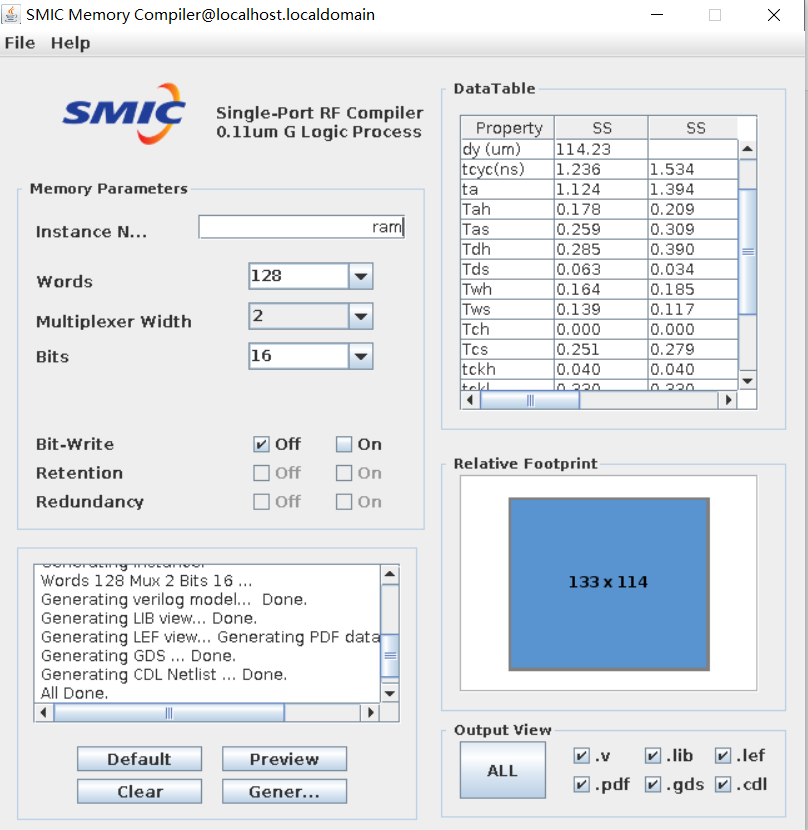 SMIC Memory Compiler@localhost.localdomain
File Help
SMIC
Single-Port RF Compiler
0.11um G Logic Process
Memory Parameters
Instance N... ram
Words 128
Multiplexer Width 2
Bits 16
Bit-Write Off On
Retention Off On
Redundancy Off On
Generating instance.
Words 128 Mux 2 Bits 16 ...
Generating verilog model... Done.
Generating LIB view... Done.
Generating LEF view... Generating PDF data
Generating GDS ... Done.
Generating CDL Netlist ... Done.
All Done.
Default Preview
Clear Gener...
DataTable
Property SS SS
dy (um) 114.23
tcyc(ns) 1.236 1.534
ta 1.124 1.394
Tah 0.178 0.209
Tas 0.259 0.309
Tdh 0.285 0.390
Tds 0.063 0.034
Twh 0.164 0.185
Tws 0.139 0.117
Tch 0.000 0.000
Tcs 0.251 0.279
tckh 0.040 0.040
tckl 0.330 0.330
Relative Footprint
133 x 114
Output View
ALL
.v .lib .lef
.pdf .gds .cdl